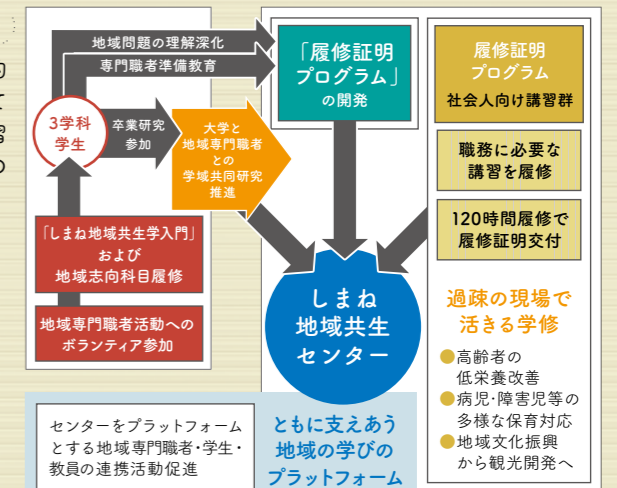 地域問題の理解深化
専門職者準備教育
3学科
学生
卒業研究
参加
大学と
地域専門職者
との
学域共同研究
推進
「しまね地域共生学入門」
および
地域志向科目履修
地域専門職者活動への
ボランティア参加
「履修証明
プログラム」
の開発
しまね
地域共生
センター
センターをプラットフォーム
とする地域専門職者・学生・
教員の連携活動促進
ともに支えあう
地域の学びの
プラットフォーム
履修証明
プログラム
社会人向け講習群
職務に必要な
講習を履修
120時間履修で
履修証明交付
過疎の現場で
活きる学修
●高齢者の
低栄養改善
●病児・障害児等の
多様な保育対応
●地域文化振興
から観光開発へ